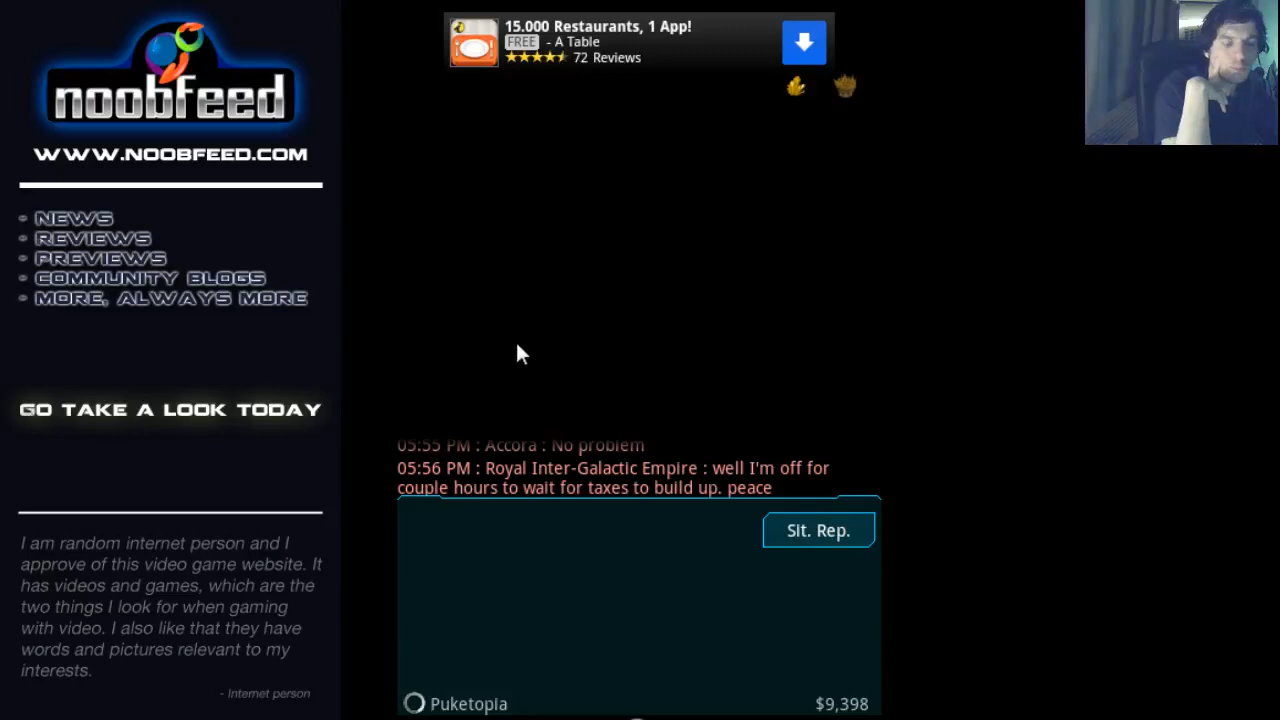 noobfeed
WWW.NOOBFEED.COM
NEWS
REVIEWS
PREVIEWS
COMMUNITY BLOGS
MORE, ALWAYS MORE
GO TAKE A LOOK TODAY
I am random internet person and I
approve of this video game website. It
has videos and games, which are the
two things I look for when gaming
with video. I also like that they have
words and pictures relevant to my
interests.
- Internet person
15.000 Restaurants, 1 App!
FREE - A Table
72 Reviews
05:55 PM : Accora : No problem
05:56 PM : Royal Inter-Galactic Empire : well I'm off for
couple hours to wait for taxes to build up. peace
Sit. Rep.
Puketopia
$9,398